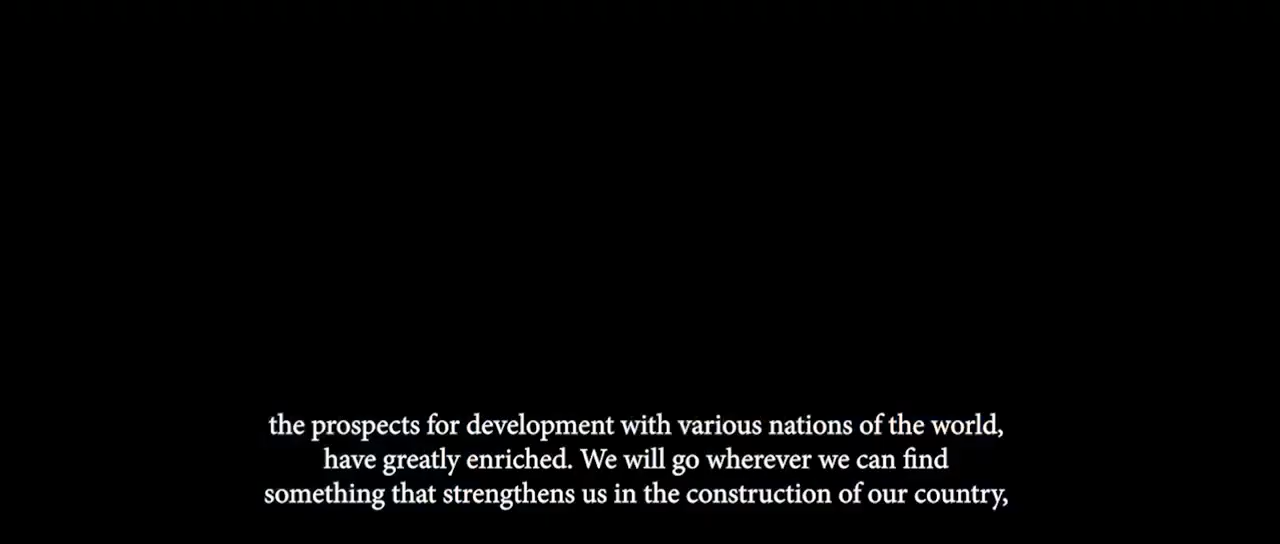 the prospects for development with various nations of the world,
have greatly enriched. We will go wherever we can find
something that strengthens us in the construction of our country,